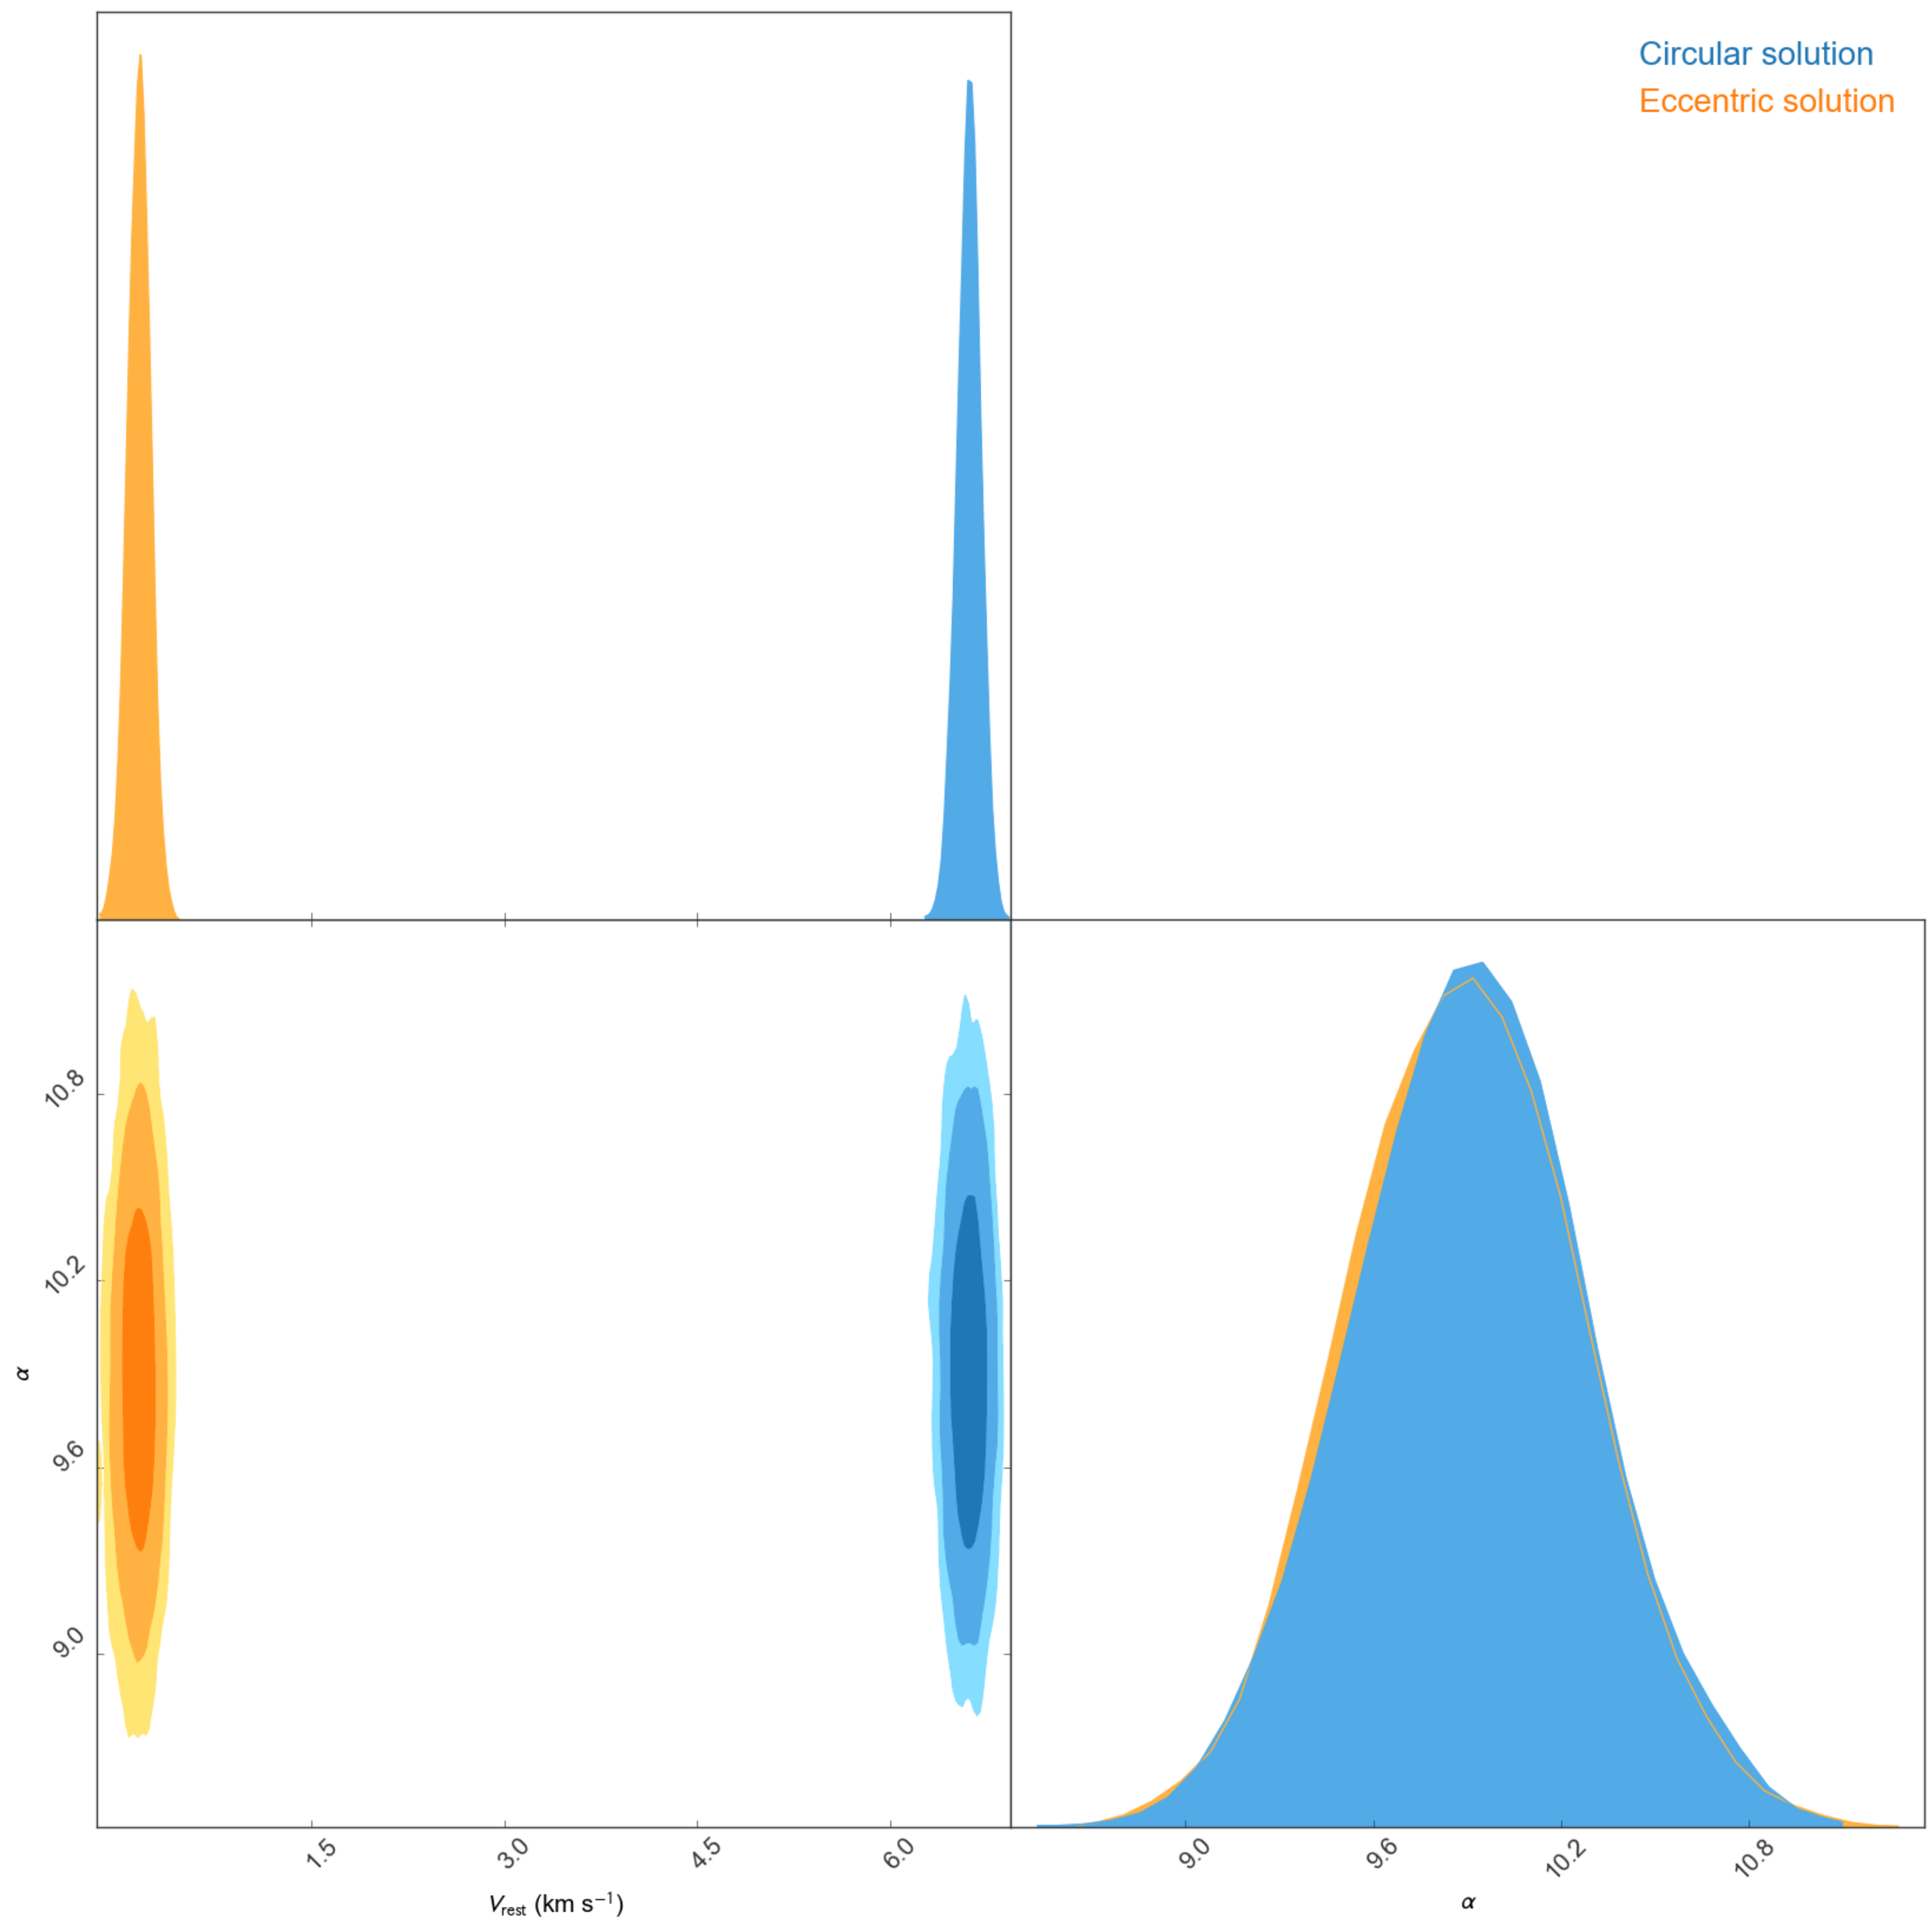 Circular solution
Eccentric solution
10.8
10.2
9.6
9.0
α
1.5 3.0 4.5 6.0
9.0 9.6 10.2 10.8
V_rest (km s⁻¹)
α